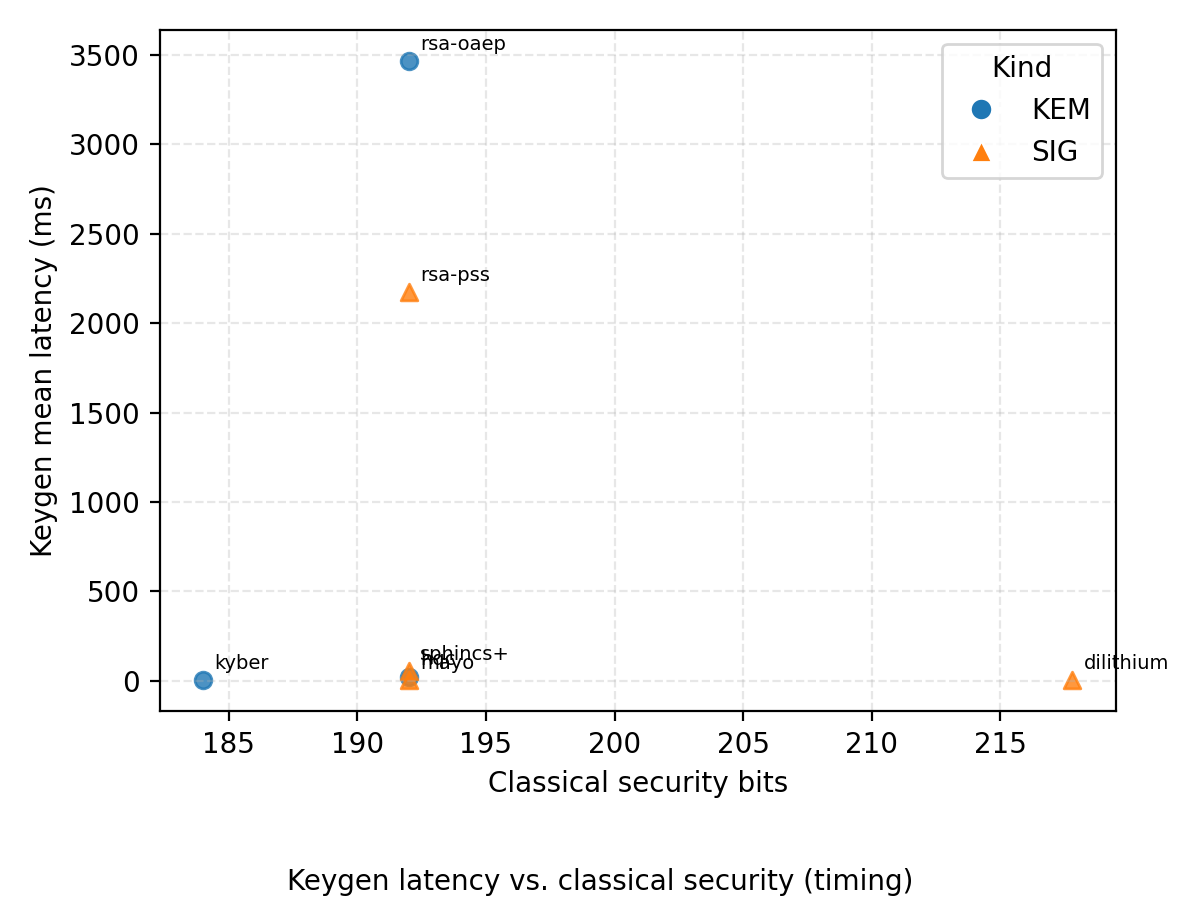 rsa-oaep
rsa-pss
kyber
sphincs+
hqc
mayo
dilithium
Kind
KEM
SIG
3500
3000
2500
2000
1500
1000
500
0
Keygen mean latency (ms)
185 190 195 200 205 210 215
Classical security bits
Keygen latency vs. classical security (timing)